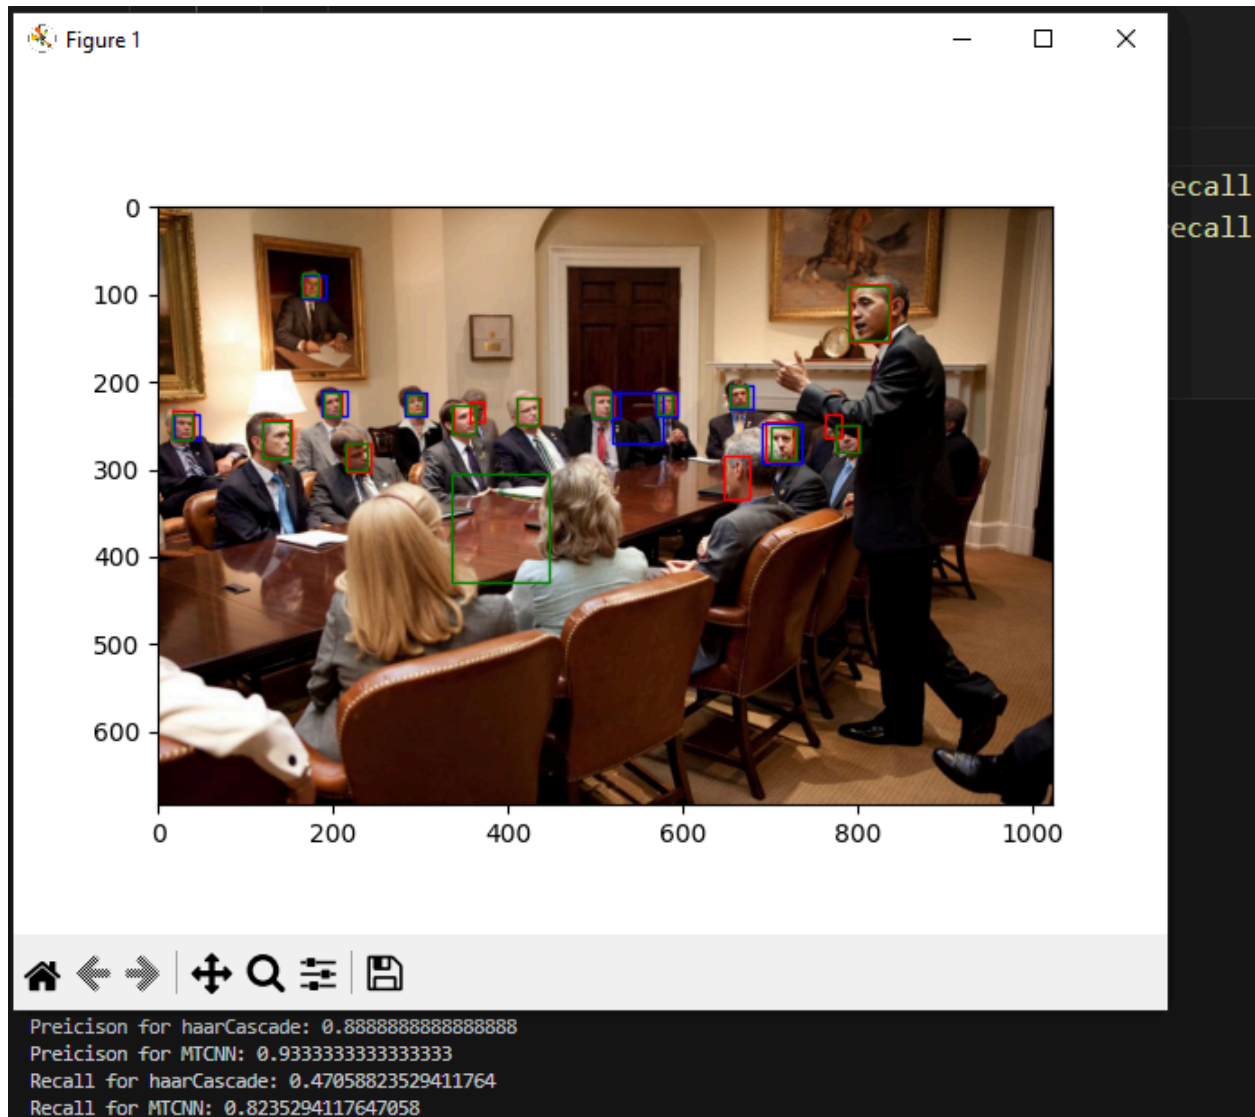 Figure 1
ecall
ecall
0
100
200
300
400
500
600
0 200 400 600 800 1000
Preicison for haarCascade: 0.8888888888888888
Preicison for MTCNN: 0.9333333333333333
Recall for haarCascade: 0.47058823529411764
Recall for MTCNN: 0.8235294117647058